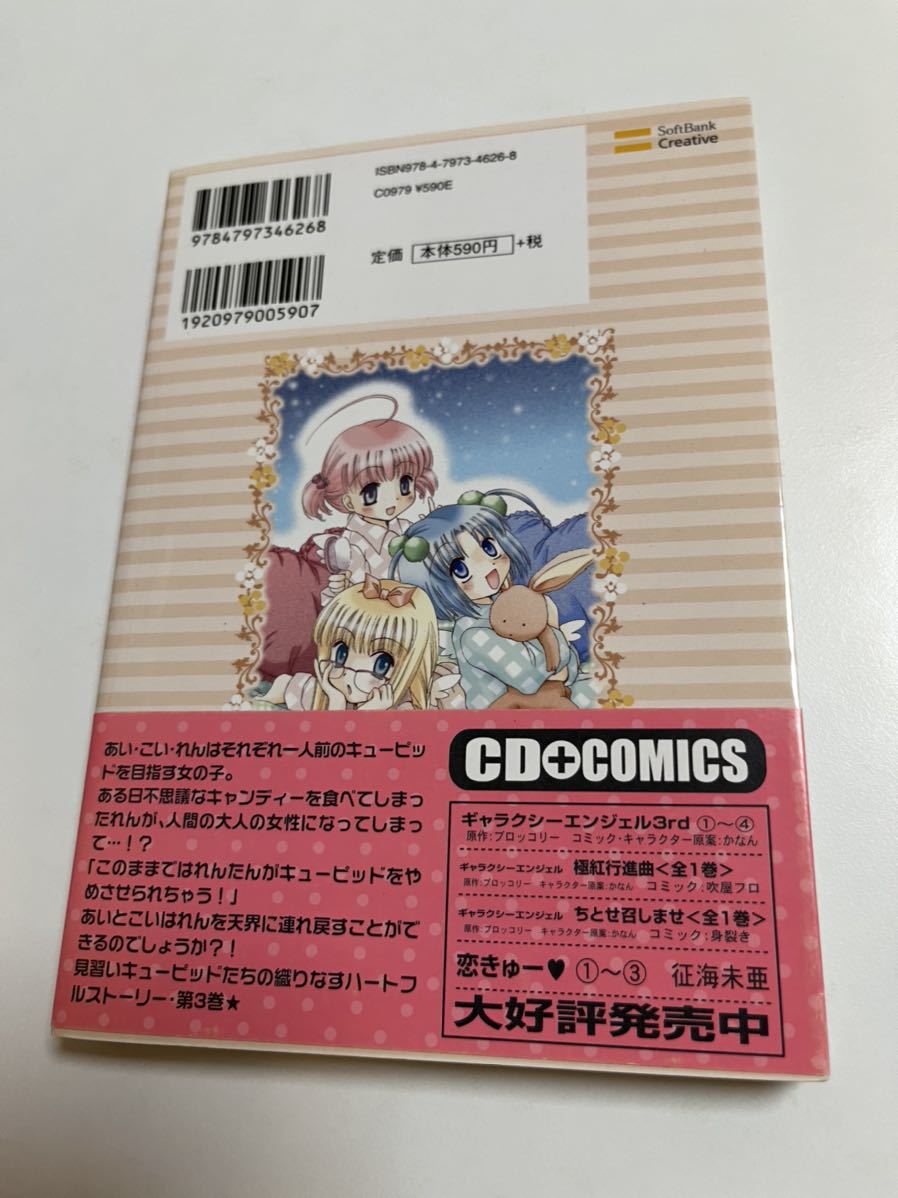 SoftBank
Creative
ISBN978-4-7973-4626-8
C0979 ¥590E
9784797346268
定価 本体590円 +税
1920979005907
あい・こい・れんはそれぞれ一人前のキューピッ
ドを目指す女の子。
ある日不思議なキャンディーを食べてしまっ
たれんが、人間の大人の女性になってしまっ
て…!?
「このままではれんたんがキューピッドをや
めさせられちゃう!」
あいとこいはれんを天界に連れ戻すことがで
きるのでしょうか?!
見習いキューピッドたちの織りなすハートフ
ルストーリー・第3巻★
CD+COMICS
ギャラクシーエンジェル3rd ①〜④
原作:ブロッコリー コミック・キャラクター原案:かなん
ギャラクシーエンジェル 極紅行進曲<全1巻>
原作:ブロッコリー キャラクター原案:かなん コミック:吹屋フロ
ギャラクシーエンジェル ちとせ召しませ<全1巻>
原作:ブロッコリー キャラクター原案:かなん コミック:身裂き
恋きゅー♥ ①〜③ 征海未亜
大好評発売中